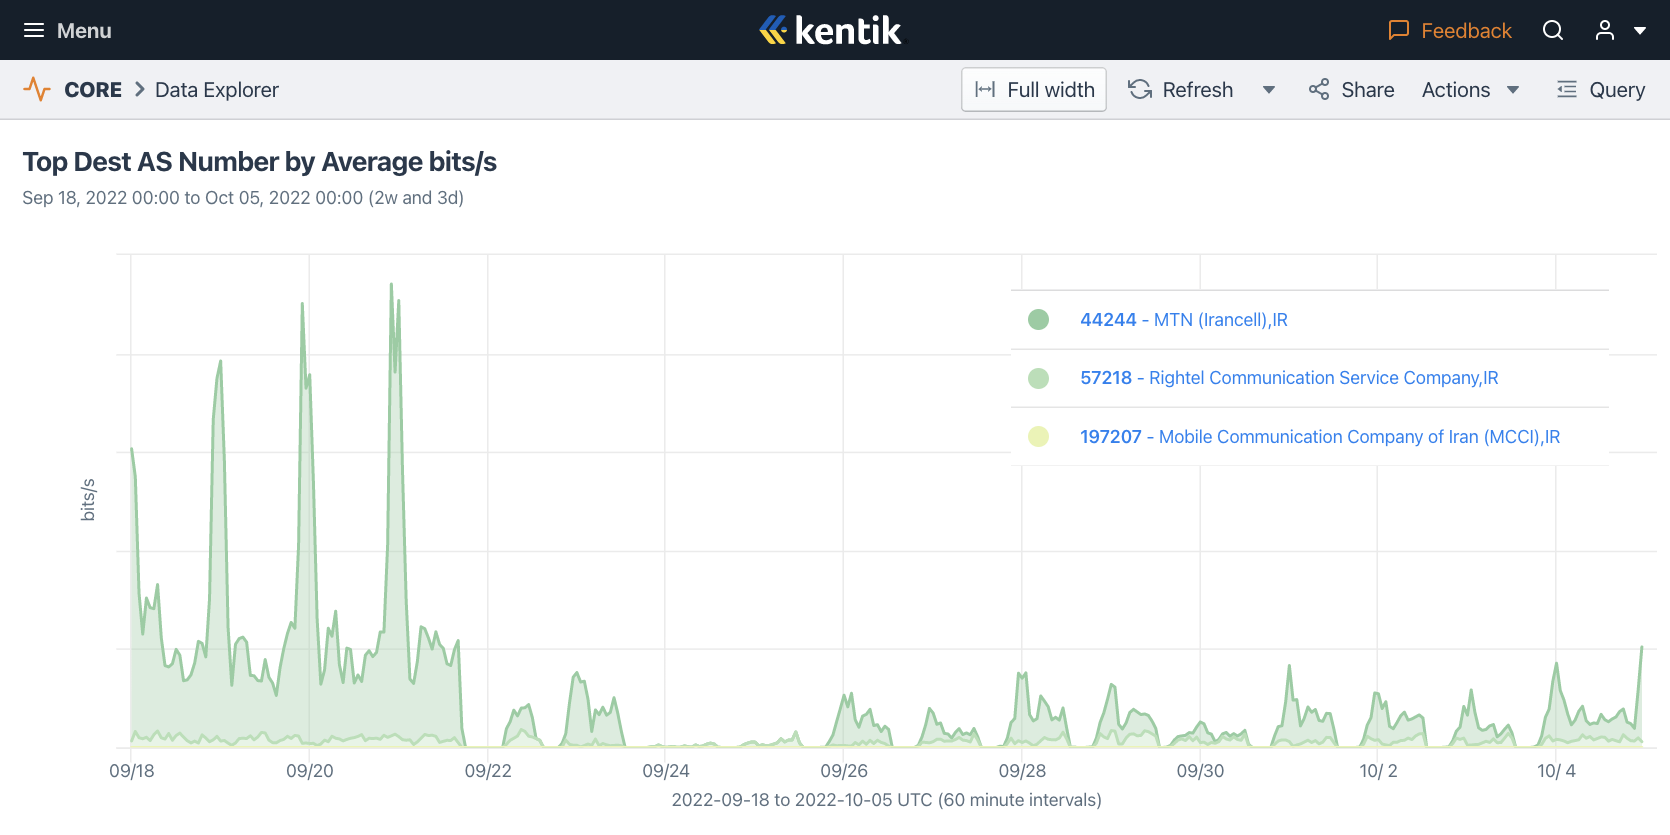 Menu
kentik
Feedback
CORE > Data Explorer
Full width
Refresh
Share
Actions
Query
Top Dest AS Number by Average bits/s
Sep 18, 2022 00:00 to Oct 05, 2022 00:00 (2w and 3d)
44244 - MTN (Irancell),IR
57218 - Rightel Communication Service Company,IR
197207 - Mobile Communication Company of Iran (MCCI),IR
bits/s
09/18 09/20 09/22 09/24 09/26 09/28 09/30 10/ 2 10/ 4
2022-09-18 to 2022-10-05 UTC (60 minute intervals)